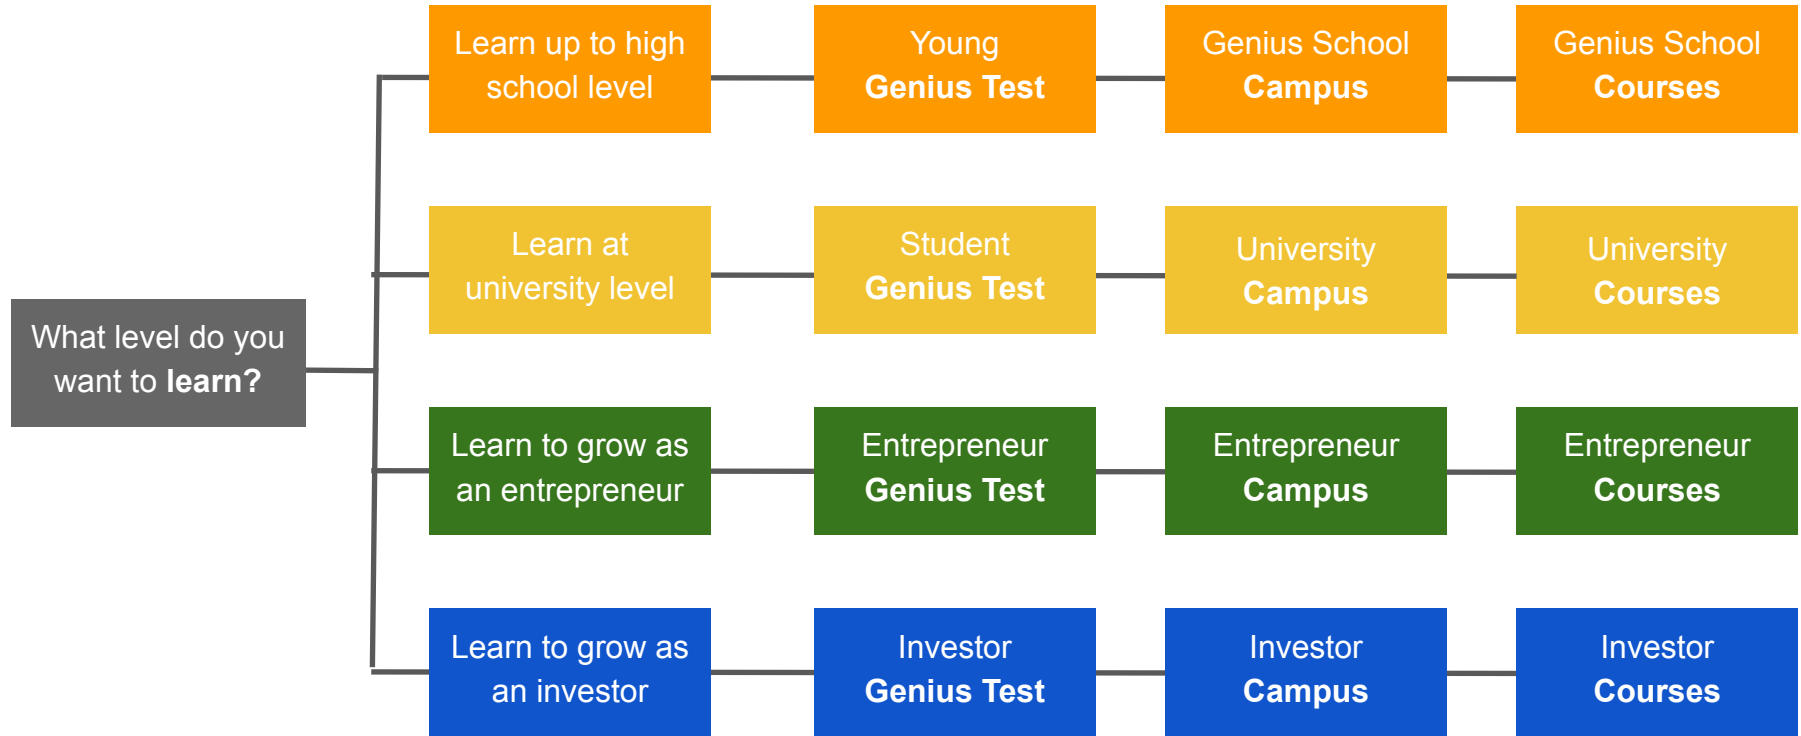 Learn up to high
school level
Young
Genius Test
Genius School
Campus
Genius School
Courses
Learn at
university level
Student
Genius Test
University
Campus
University
Courses
What level do you
want to learn?
Learn to grow as
an entrepreneur
Entrepreneur
Genius Test
Entrepreneur
Campus
Entrepreneur
Courses
Learn to grow as
an investor
Investor
Genius Test
Investor
Campus
Investor
Courses